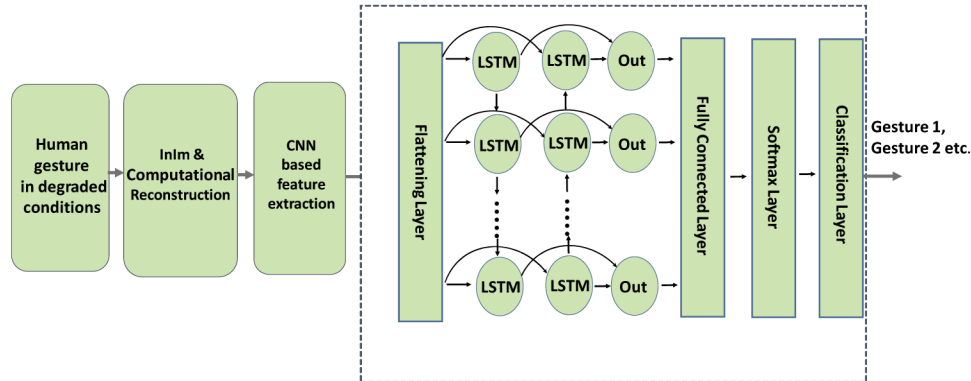 Human
gesture
in degraded
conditions
InIm &
Computational
Reconstruction
CNN
based
feature
extraction
Flattening Layer
LSTM
LSTM
Out
LSTM
LSTM
Out
LSTM
LSTM
Out
Fully Connected Layer
Softmax Layer
Classification Layer
Gesture 1,
Gesture 2 etc.